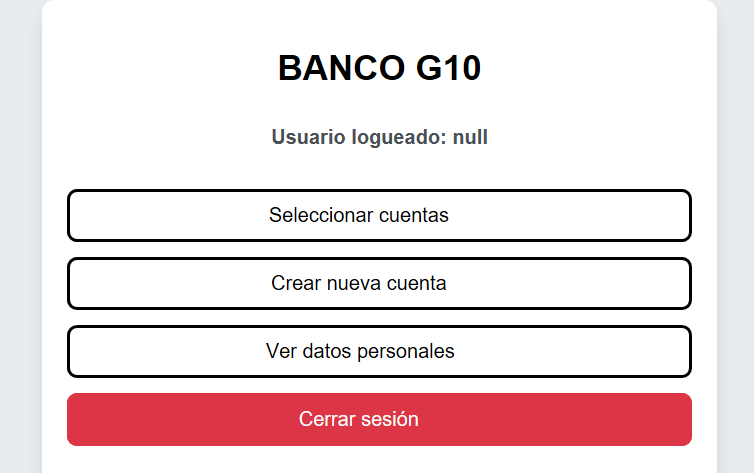 BANCO G10
Usuario logueado: null
Seleccionar cuentas
Crear nueva cuenta
Ver datos personales
Cerrar sesión